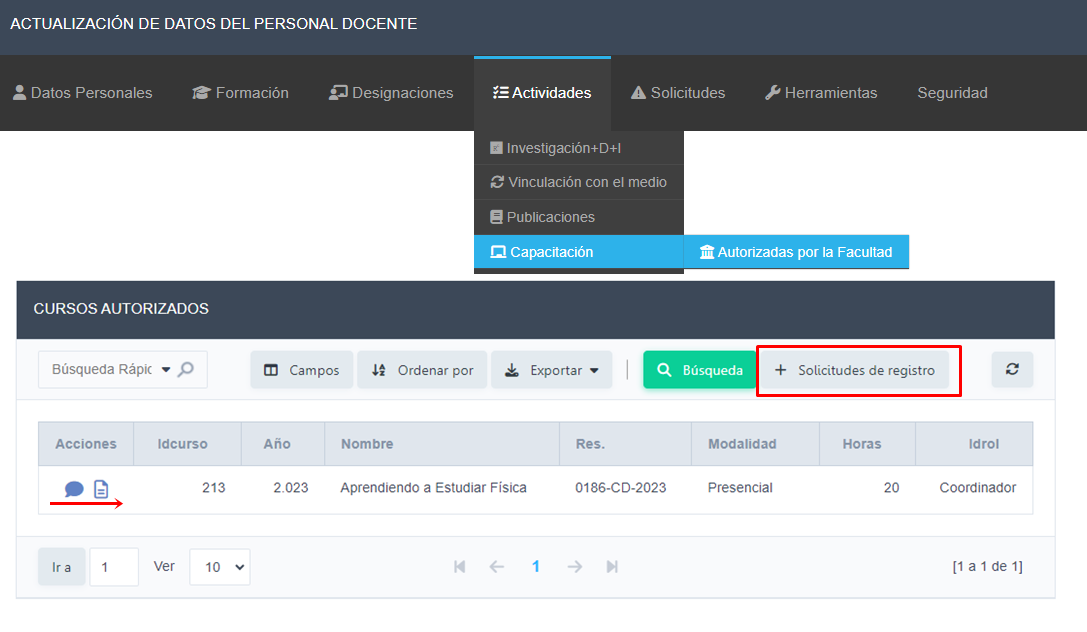 ACTUALIZACIÓN DE DATOS DEL PERSONAL DOCENTE
Datos Personales Formación Designaciones Actividades Solicitudes Herramientas Seguridad
Investigación+D+I
Vinculación con el medio
Publicaciones
Capacitación Autorizadas por la Facultad
CURSOS AUTORIZADOS
Búsqueda Rápic Campos Ordenar por Exportar Búsqueda + Solicitudes de registro
Acciones Idcurso Año Nombre Res. Modalidad Horas Idrol
213 2.023 Aprendiendo a Estudiar Física 0186-CD-2023 Presencial 20 Coordinador
Ir a 1 Ver 10 1 [1 a 1 de 1]